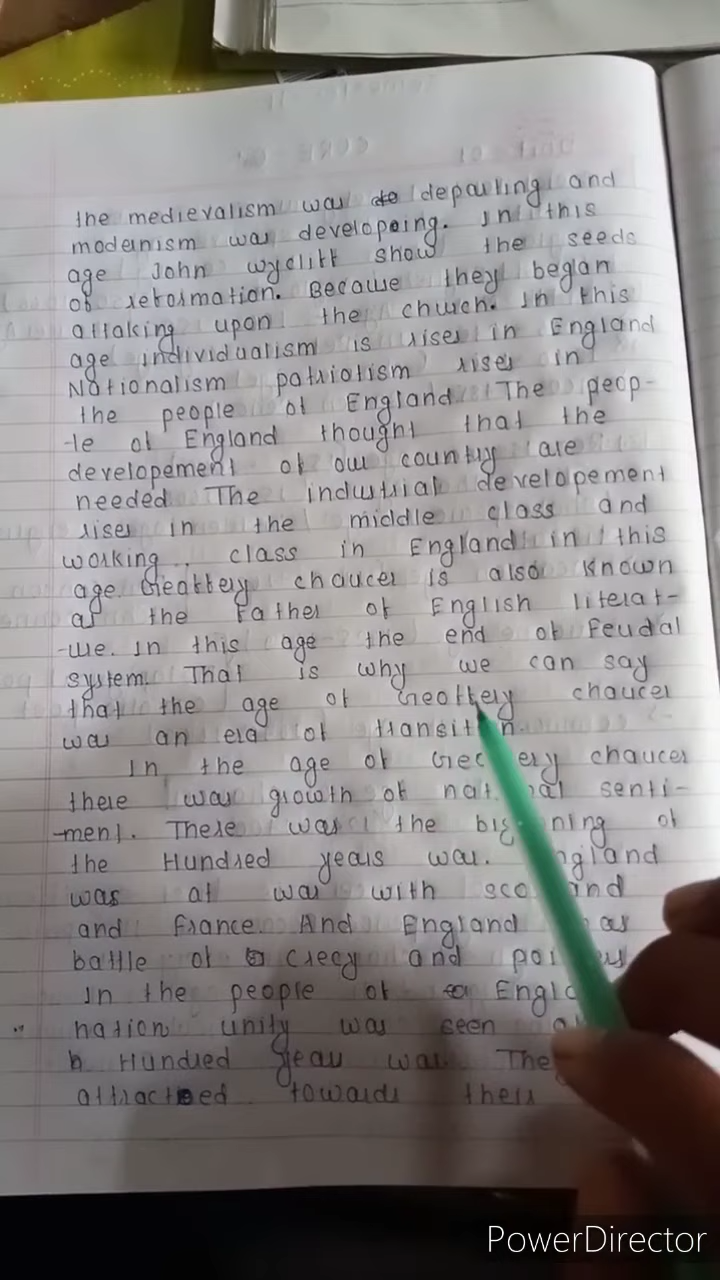 the medievalism was departing and
modernism was developeing. In this
age John wycliff show the seeds
of reformation. Because they began
attaking upon the church. In this
age individualism is rises in England
Nationalism patriotism rises in
the people of England. The peop-
-le of England thought that the
developement of our country are
needed. The industrial developement
rises in the middle class and
working class in England in this
age. Geoffery chaucer is also known
as the Father of English literat-
-ure. In this age the end of Feudal
system. That is why we can say
that the age of Geoffery chaucer
was an era of
In the age of chaucer
there was growth of senti-
-ment. There was the of
the Hundred years war.
was at war with
and France. And England
battle of Crecy and
In the people of
nation unity was seen
Hundred year war. The
attracted towards their
PowerDirector